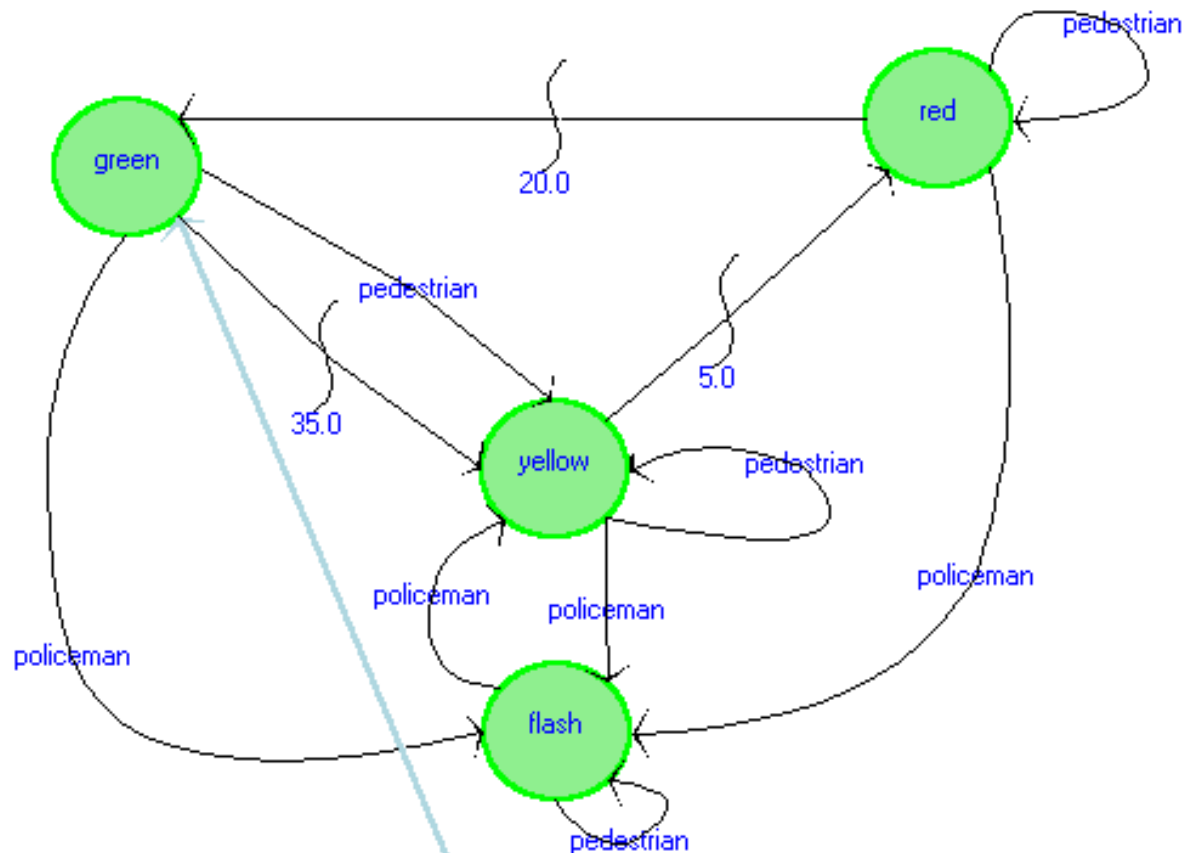 pedestrian
red
green
20.0
pedestrian
5.0
35.0
yellow
pedestrian
policeman
policeman
policeman
policeman
flash
pedestrian